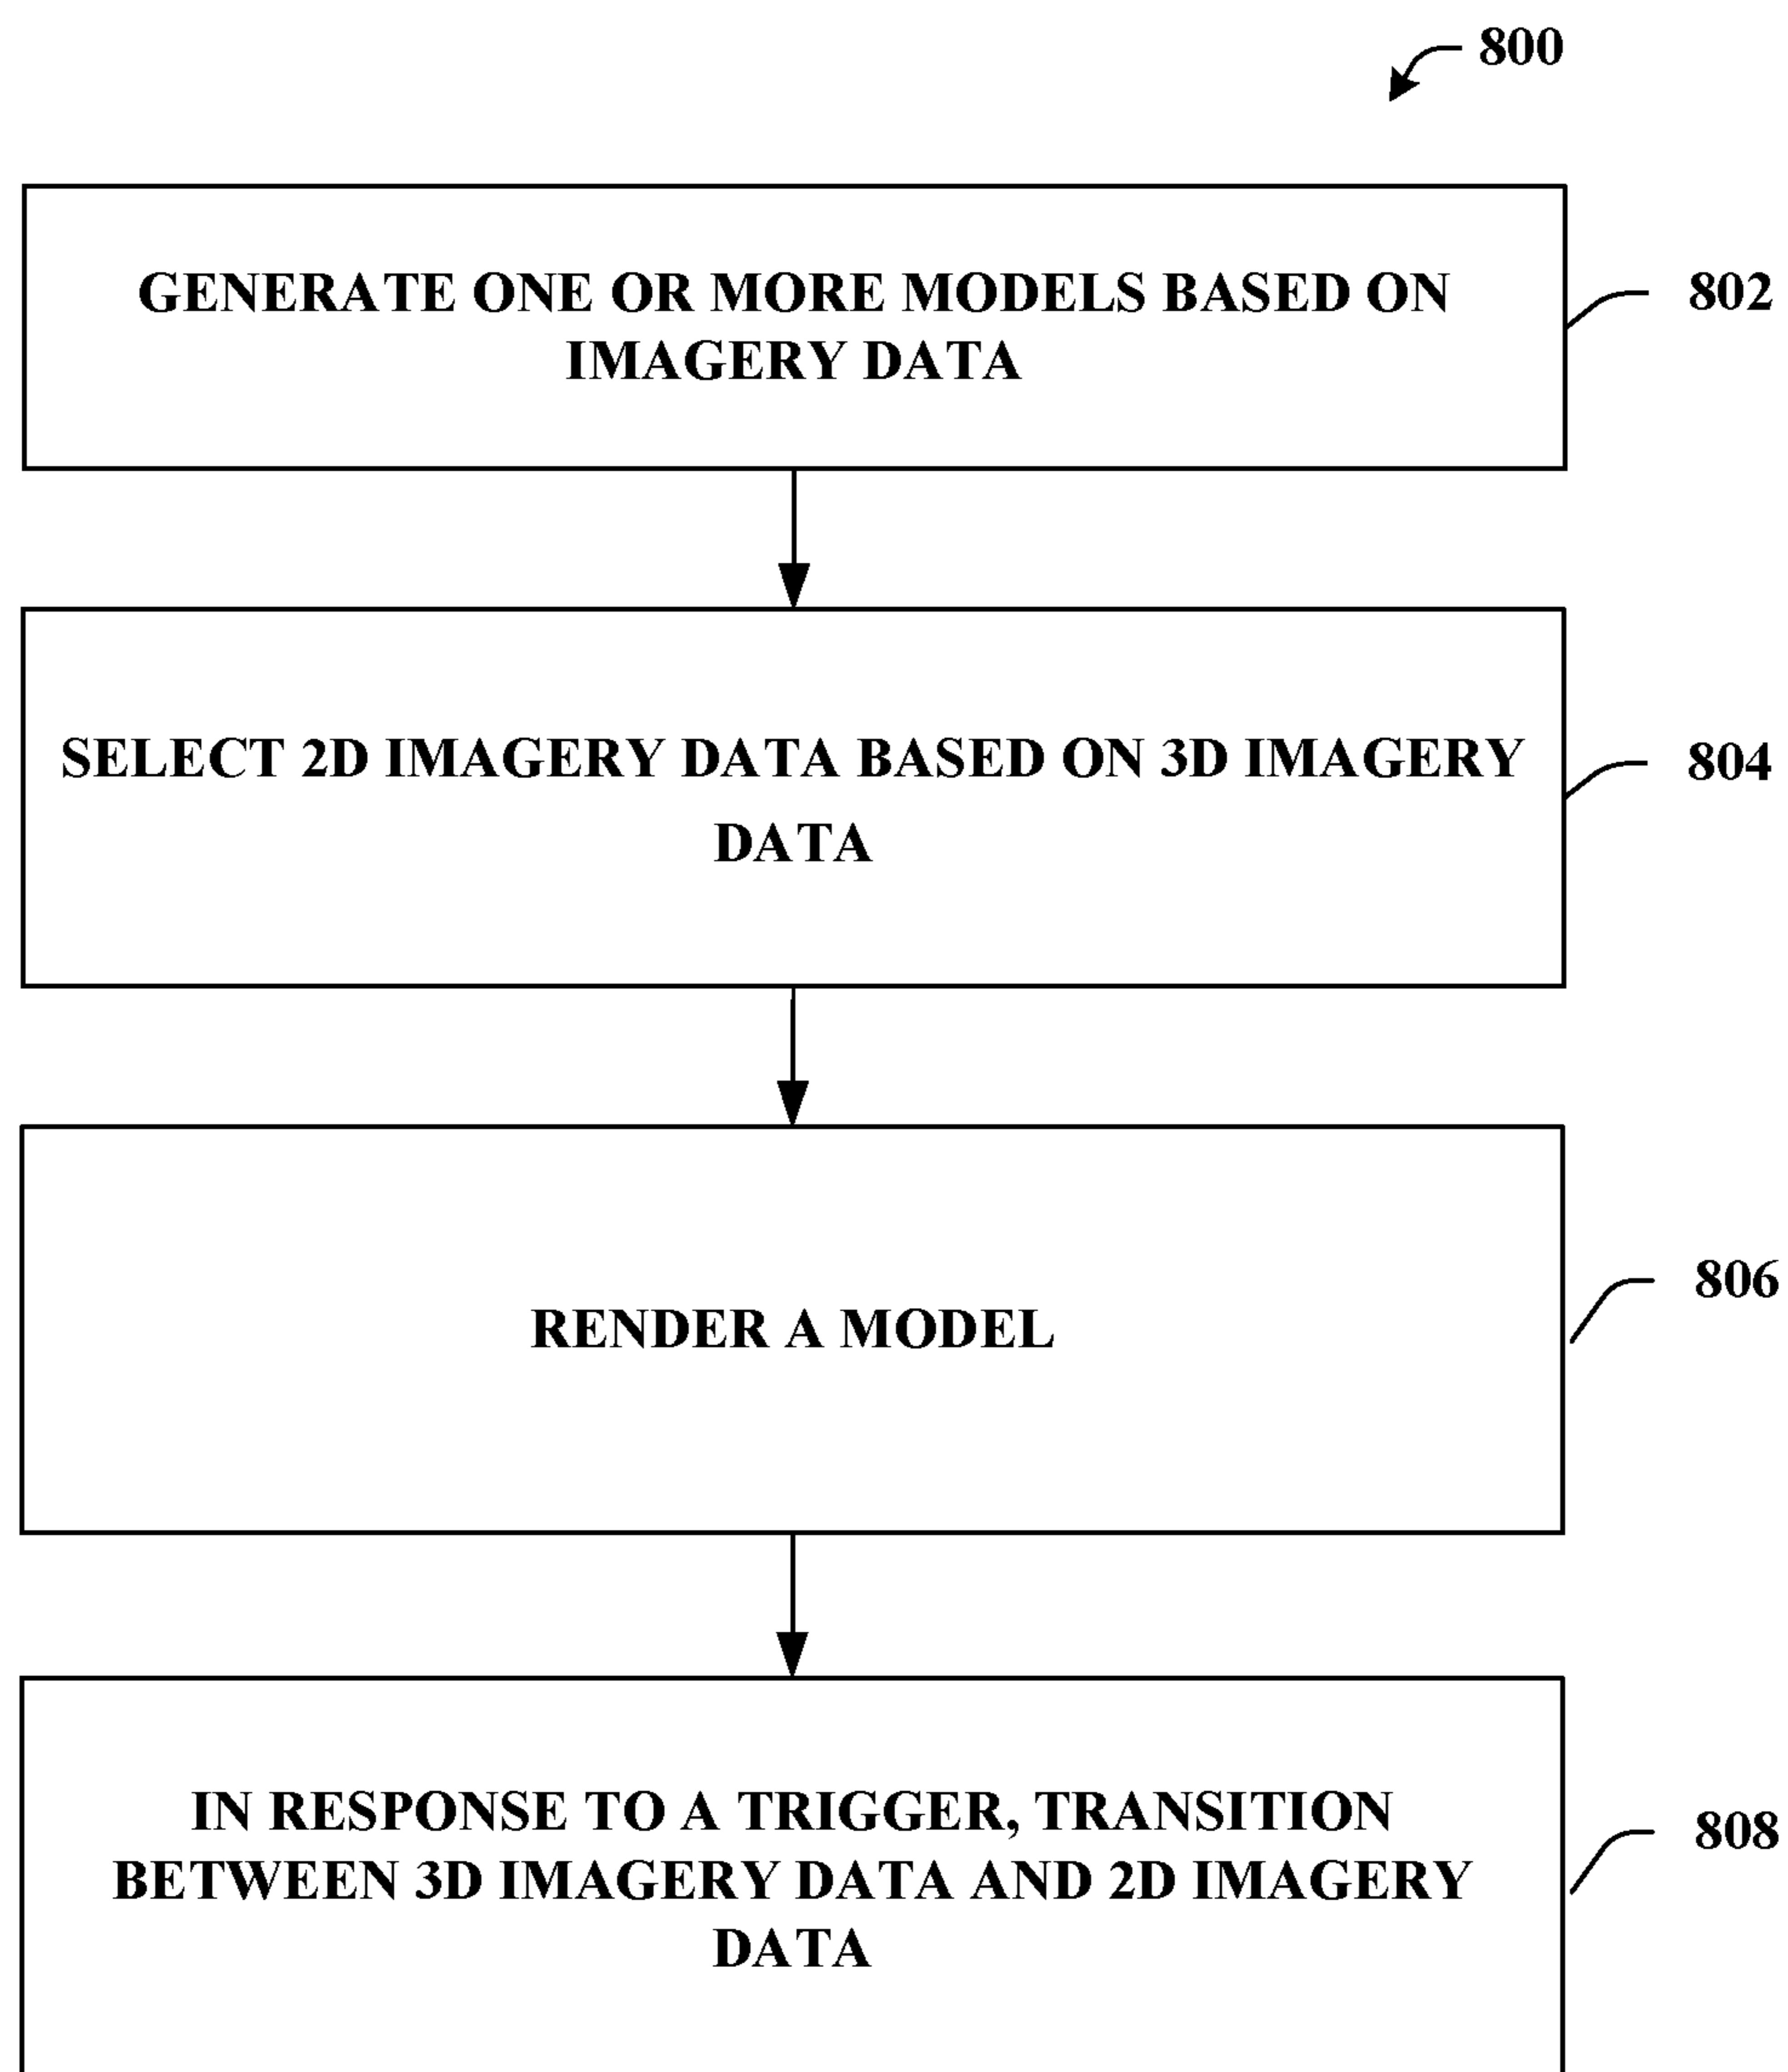 800
GENERATE ONE OR MORE MODELS BASED ON
IMAGERY DATA
802
SELECT 2D IMAGERY DATA BASED ON 3D IMAGERY
DATA
804
RENDER A MODEL
806
IN RESPONSE TO A TRIGGER, TRANSITION
BETWEEN 3D IMAGERY DATA AND 2D IMAGERY
DATA
808